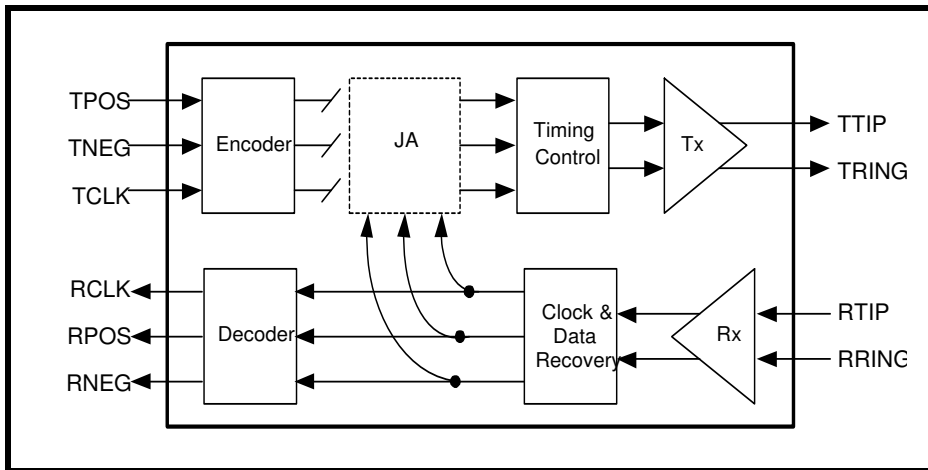 TPOS
TNEG
TCLK
Encoder
JA
Timing
Control
Tx
TTIP
TRING
RCLK
RPOS
RNEG
Decoder
Clock &
Data
Recovery
Rx
RTIP
RRING